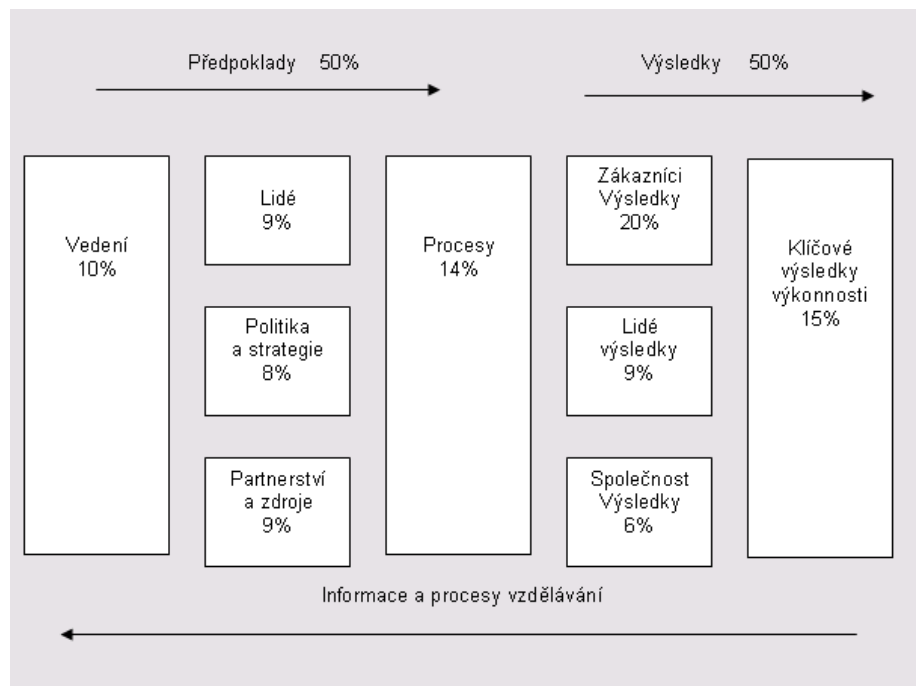 Předpoklady 50%
Výsledky 50%
Vedení
10%
Lidé
9%
Politika
a strategie
8%
Partnerství
a zdroje
9%
Procesy
14%
Zákazníci
Výsledky
20%
Lidé
výsledky
9%
Společnost
Výsledky
6%
Klíčové
výsledky
výkonnosti
15%
Informace a procesy vzdělávání